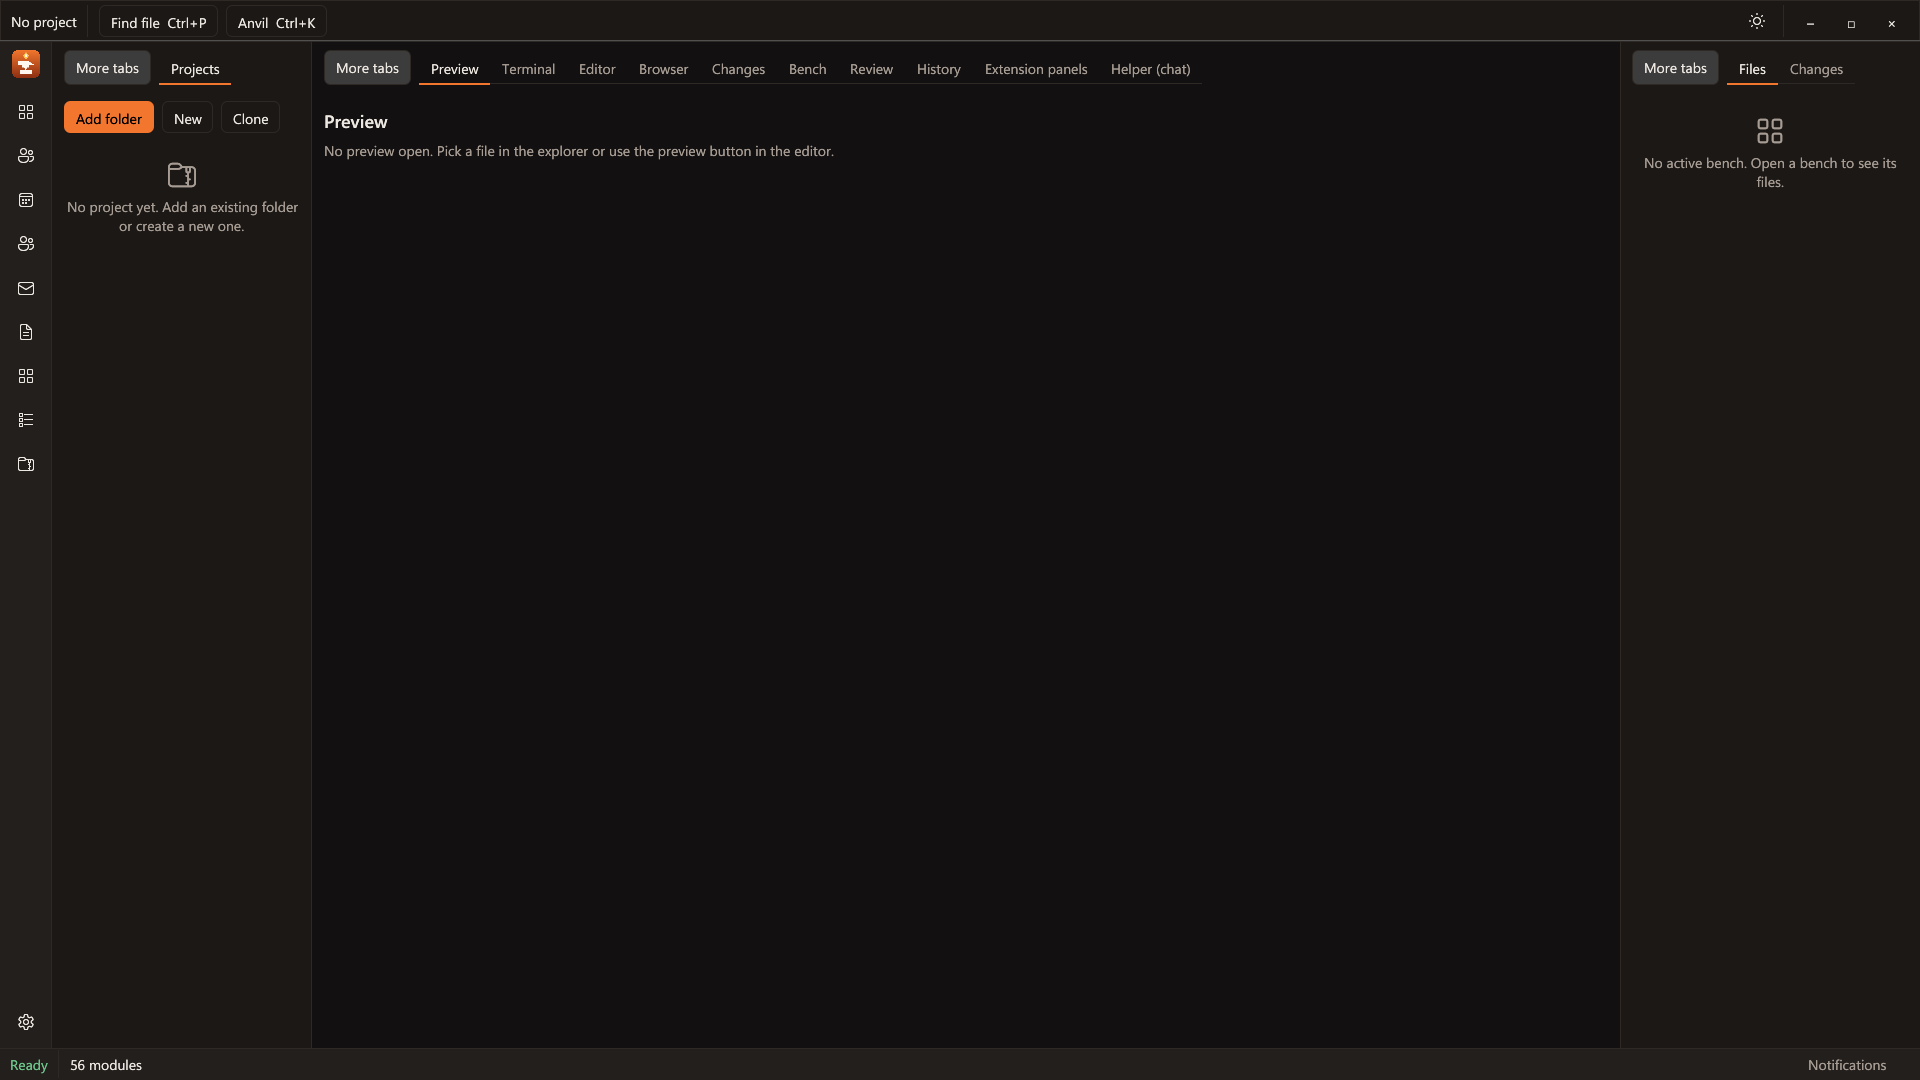 No project
Find file Ctrl+P
Anvil Ctrl+K
More tabs
Projects
Add folder
New
Clone
No project yet. Add an existing folder
or create a new one.
More tabs
Preview
Terminal
Editor
Browser
Changes
Bench
Review
History
Extension panels
Helper (chat)
Preview
No preview open. Pick a file in the explorer or use the preview button in the editor.
More tabs
Files
Changes
No active bench. Open a bench to see its
files.
Ready
56 modules
Notifications